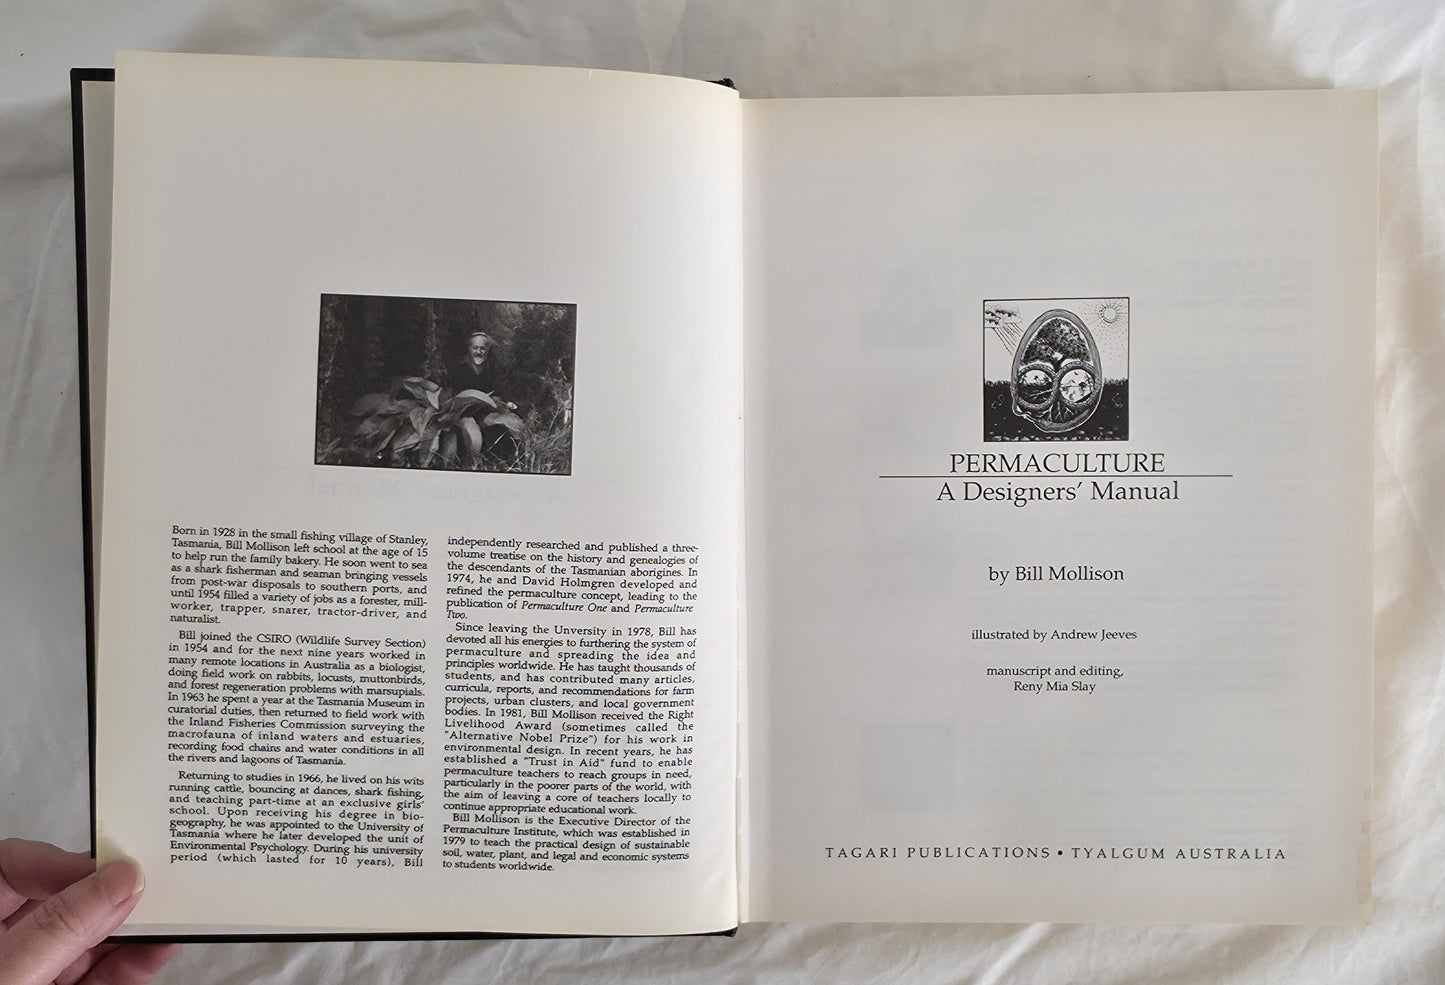 Born in 1928 in the small fishing village of Stanley,
Tasmania, Bill Mollison left school at the age of 15
to help run the family bakery. He soon went to sea
as a shark fisherman and seaman bringing vessels
from post-war disposals to southern ports, and
until 1954 filled a variety of jobs as a forester, mill-
worker, trapper, snarer, tractor-driver, and
naturalist.
Bill joined the CSIRO (Wildlife Survey Section)
in 1954 and for the next nine years worked in
many remote locations in Australia as a biologist,
doing field work on rabbits, locusts, muttonbirds,
and forest regeneration problems with marsupials.
In 1963 he spent a year at the Tasmania Museum in
curatorial duties, then returned to field work with
the Inland Fisheries Commission surveying the
macrofauna of inland waters and estuaries,
recording food chains and water conditions in all
the rivers and lagoons of Tasmania.
Returning to studies in 1966, he lived on his wits
running cattle, bouncing at dances, shark fishing,
and teaching part-time at an exclusive girls'
school. Upon receiving his degree in bio-
geography, he was appointed to the University of
Tasmania where he later developed the unit of
Environmental Psychology. During his university
period (which lasted for 10 years), Bill
independently researched and published a three-
volume treatise on the history and genealogies of
the descendants of the Tasmanian aborigines. In
1974, he and David Holmgren developed and
refined the permaculture concept, leading to the
publication of Permaculture One and Permaculture
Two.
Since leaving the Unversity in 1978, Bill has
devoted all his energies to furthering the system of
permaculture and spreading the idea and
principles worldwide. He has taught thousands of
students, and has contributed many articles,
curricula, reports, and recommendations for farm
projects, urban clusters, and local government
bodies. In 1981, Bill Mollison received the Right
Livelihood Award (sometimes called the
"Alternative Nobel Prize") for his work in
environmental design. In recent years, he has
established a "Trust in Aid" fund to enable
permaculture teachers to reach groups in need,
particularly in the poorer parts of the world, with
the aim of leaving a core of teachers locally to
continue appropriate educational work.
Bill Mollison is the Executive Director of the
Permaculture Institute, which was established in
1979 to teach the practical design of sustainable
soil, water, plant, and legal and economic systems
to students worldwide.
PERMACULTURE
A Designers' Manual
by Bill Mollison
illustrated by Andrew Jeeves
manuscript and editing,
Reny Mia Slay
TAGARI PUBLICATIONS • TYALGUM AUSTRALIA